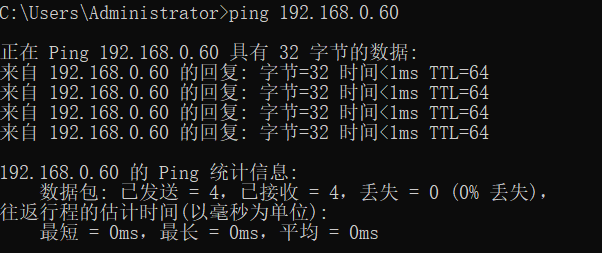 C:\Users\Administrator>ping 192.168.0.60
正在 Ping 192.168.0.60 具有 32 字节的数据:
来自 192.168.0.60 的回复: 字节=32 时间<1ms TTL=64
来自 192.168.0.60 的回复: 字节=32 时间<1ms TTL=64
来自 192.168.0.60 的回复: 字节=32 时间<1ms TTL=64
来自 192.168.0.60 的回复: 字节=32 时间<1ms TTL=64
192.168.0.60 的 Ping 统计信息:
数据包: 已发送 = 4，已接收 = 4，丢失 = 0 (0% 丢失)，
往返行程的估计时间(以毫秒为单位):
最短 = 0ms，最长 = 0ms，平均 = 0ms